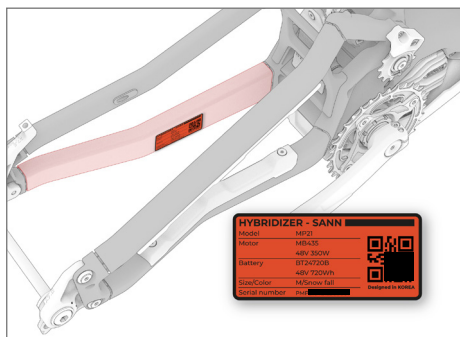 HYBRIDIZER - SANN
Model MP21
Motor MB435
48V 350W
Battery BT24720B
48V 720Wh
Size/Color M/Snow fall
Serial number
Designed in KOREA